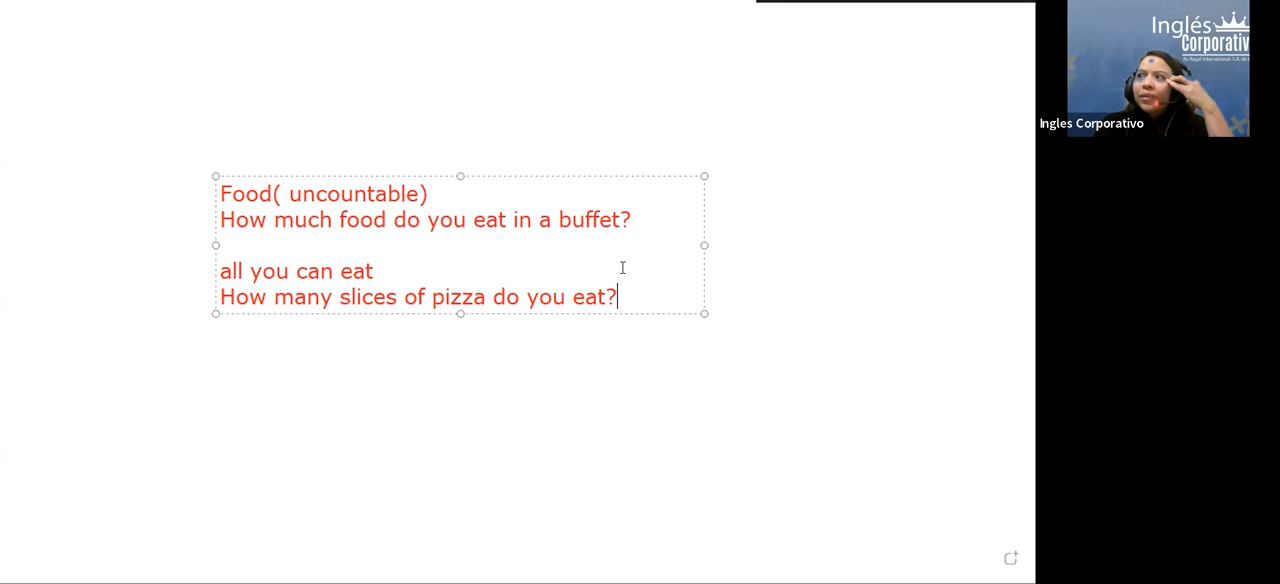 Food( uncountable)
How much food do you eat in a buffet?
all you can eat
How many slices of pizza do you eat?
Inglés
Corporativ
Ingles Corporativo